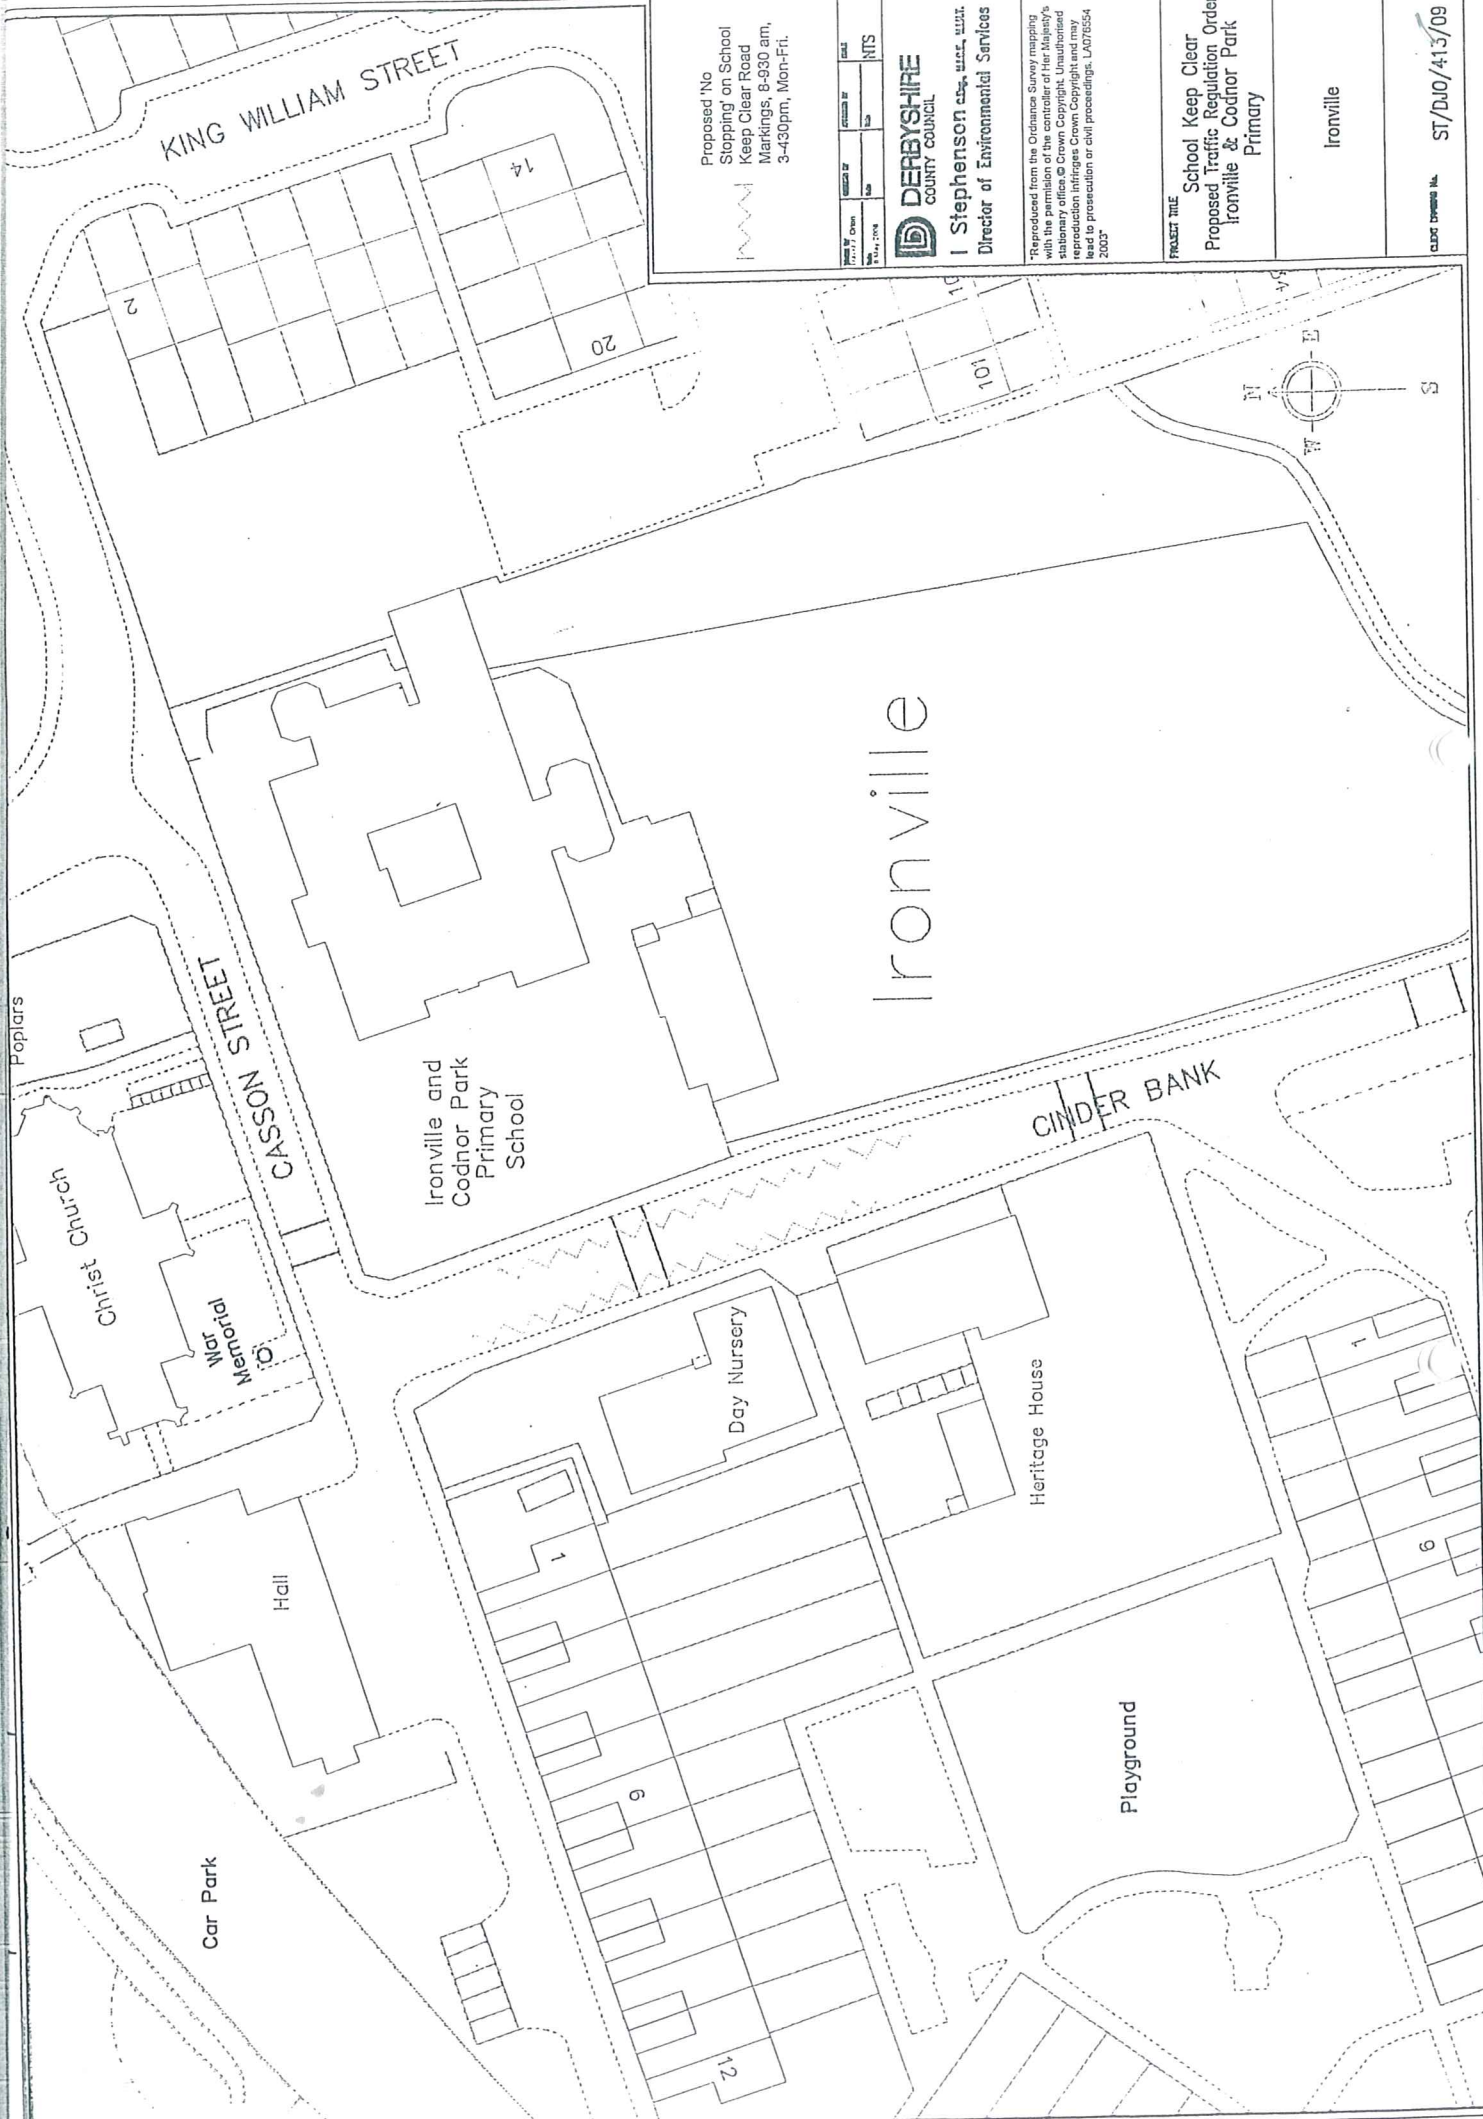 Poplars
KING WILLIAM STREET
14
2
20
Christ Church
CASSON STREET
War
Memorial
Hall
Car Park
Ironville and
Codnor Park
Primary
School
Ironville
101
CINDER BANK
Day Nursery
Heritage House
Playground
1
9
12
1
9
N
W
E
S
Proposed 'No
Stopping' on School
Keep Clear Road
Markings, 8-930 am,
3-430pm, Mon-Fri.
NTS
DERBYSHIRE
COUNTY COUNCIL
I Stephenson
Director of Environmental Services
"Reproduced from the Ordnance Survey mapping
with the permision of the controller of Her Majesty's
stationary office.© Crown Copyright. Unauthorised
reproduction infringes Crown Copyright and may
lead to prosecution or civil proceedings. LA076554
2003"
PROJECT TITLE
School Keep Clear
Proposed Traffic Regulation Order
Ironville & Codnor Park
Primary
Ironville
ST/DJO/413/09